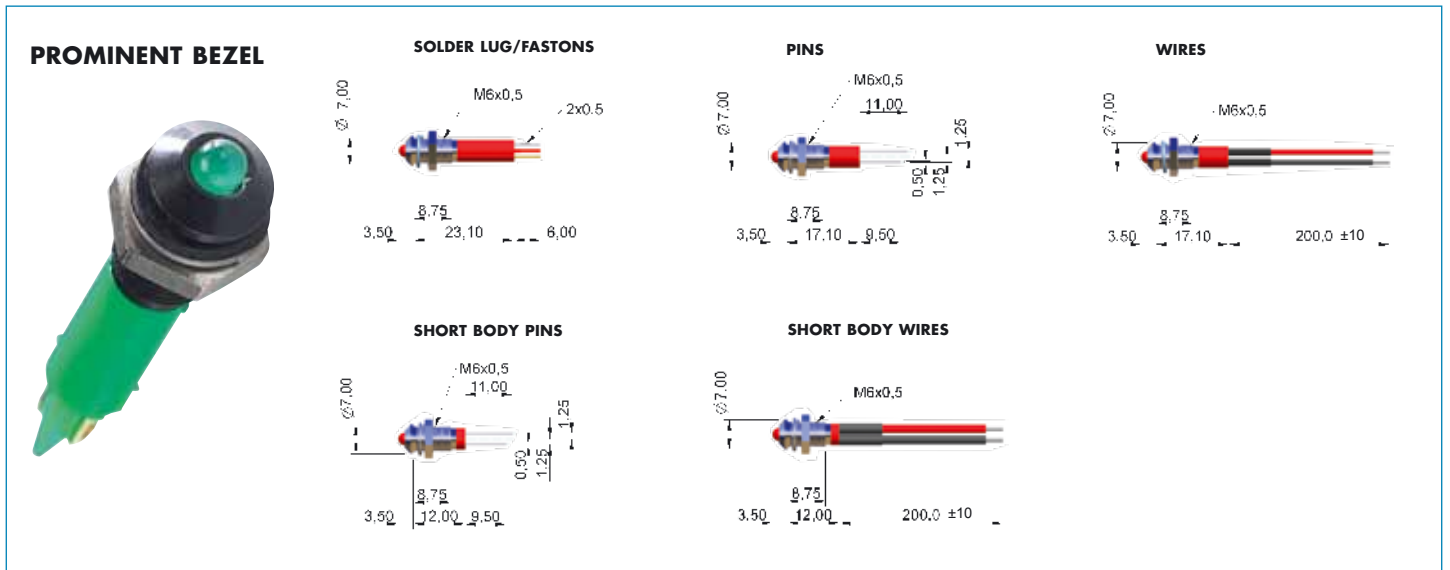 PROMINENT BEZEL
SOLDER LUG/FASTONS
Ø 7,00
M6x0,5
2x0.5
8.75
3,50 23,10 6,00
PINS
Ø 7.00
M6x0,5
11,00
1.25
0,50
1,25
8.75
3,50 17,10 9,50
WIRES
Ø 7,00
M6x0,5
8,75
3.50 17.10 200.0 ±10
SHORT BODY PINS
Ø7,00
M6x0,5
11,00
1,25
0,50
1,25
8,75
3,50 12,00 9,50
SHORT BODY WIRES
Ø7.00
M6x0,5
8,75
3.50 12,00 200.0 ±10